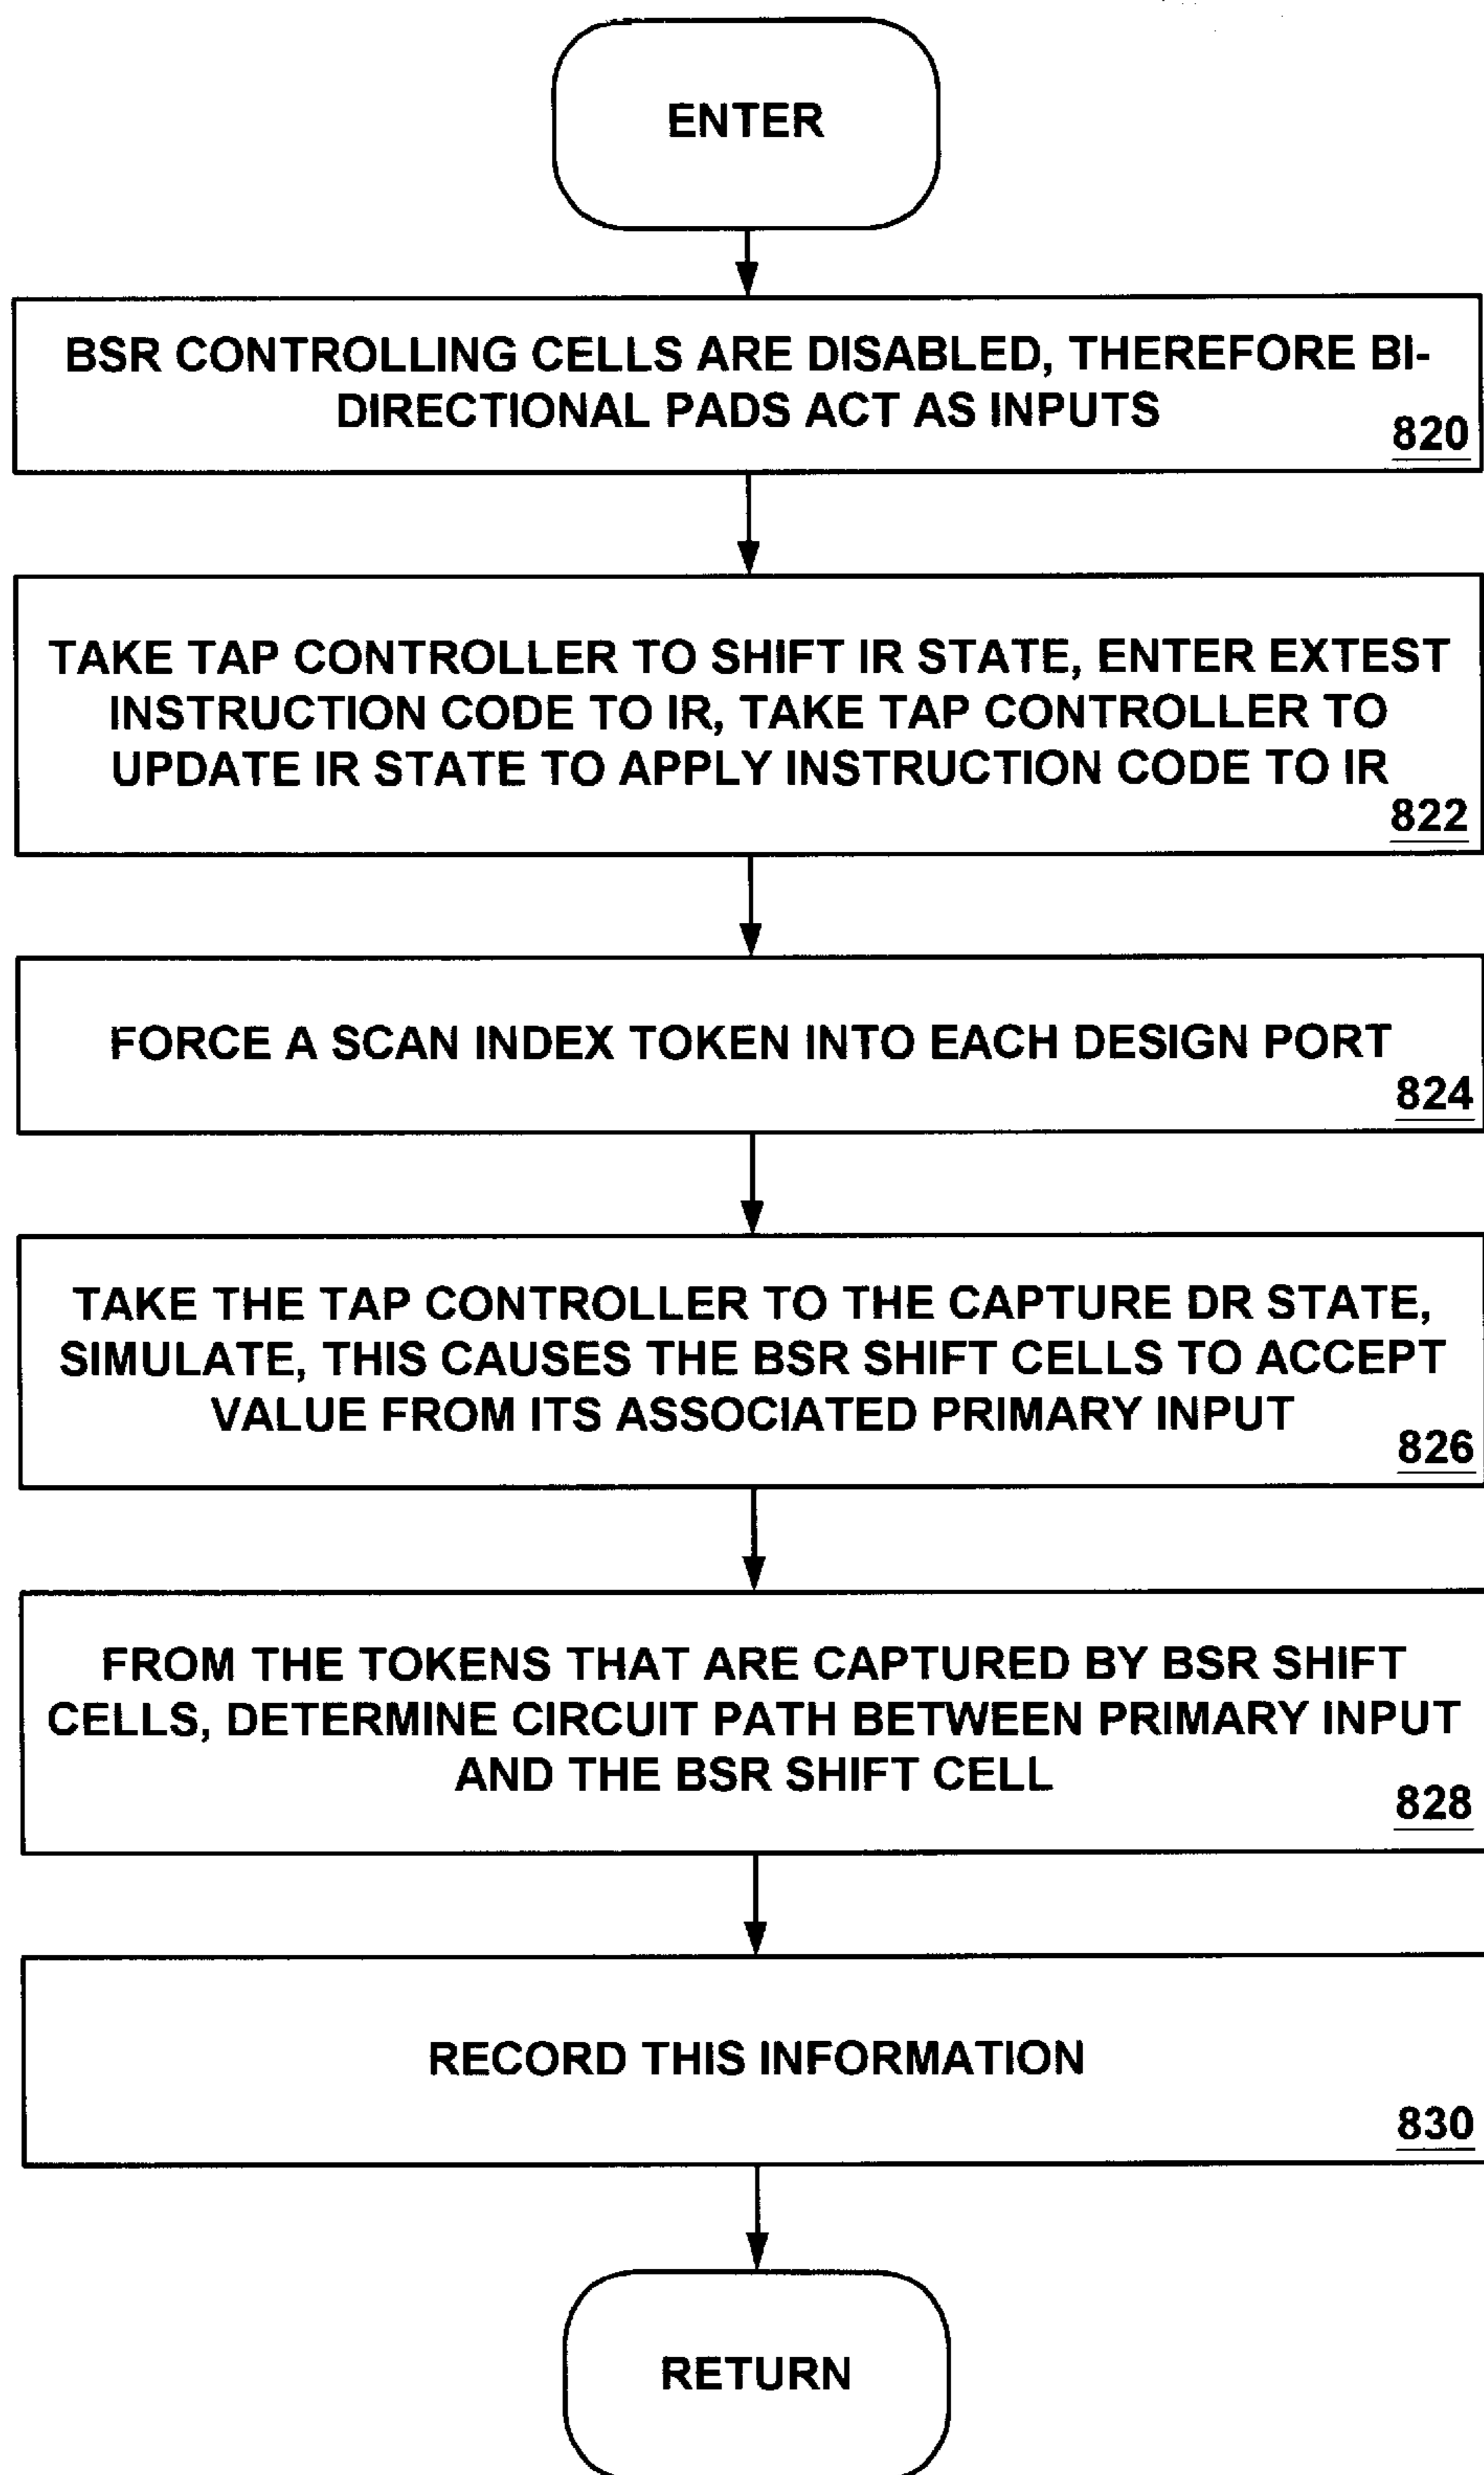 ENTER
BSR CONTROLLING CELLS ARE DISABLED, THEREFORE BI-
DIRECTIONAL PADS ACT AS INPUTS
820
TAKE TAP CONTROLLER TO SHIFT IR STATE, ENTER EXTEST
INSTRUCTION CODE TO IR, TAKE TAP CONTROLLER TO
UPDATE IR STATE TO APPLY INSTRUCTION CODE TO IR
822
FORCE A SCAN INDEX TOKEN INTO EACH DESIGN PORT
824
TAKE THE TAP CONTROLLER TO THE CAPTURE DR STATE,
SIMULATE, THIS CAUSES THE BSR SHIFT CELLS TO ACCEPT
VALUE FROM ITS ASSOCIATED PRIMARY INPUT
826
FROM THE TOKENS THAT ARE CAPTURED BY BSR SHIFT
CELLS, DETERMINE CIRCUIT PATH BETWEEN PRIMARY INPUT
AND THE BSR SHIFT CELL
828
RECORD THIS INFORMATION
830
RETURN